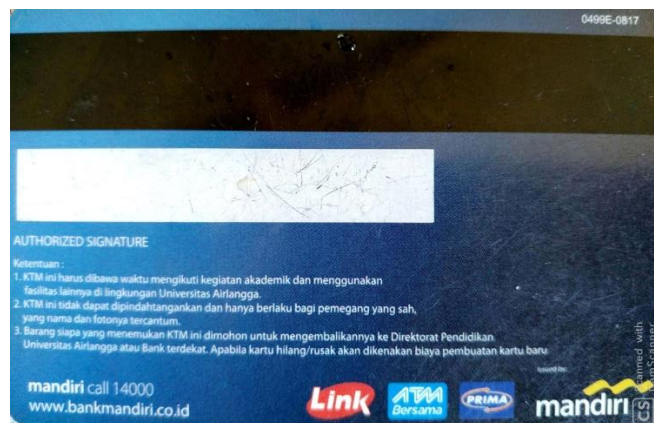 0499E-0817
AUTHORIZED SIGNATURE
Ketentuan :
1. KTM ini harus dibawa waktu mengikuti kegiatan akademik dan menggunakan
fasilitas lainnya di lingkungan Universitas Airlangga.
2. KTM ini tidak dapat dipindahtangankan dan hanya berlaku bagi pemegang yang sah,
yang nama dan fotonya tercantum.
3. Barang siapa yang menemukan KTM ini dimohon untuk mengembalikannya ke Direktorat Pendidikan
Universitas Airlangga atau Bank terdekat. Apabila kartu hilang/rusak akan dikenakan biaya pembuatan kartu baru
Issued by:
mandiri call 14000
www.bankmandiri.co.id
Link
ATM
Bersama
PRIMA
mandiri
CS Scanned with
CamScanner